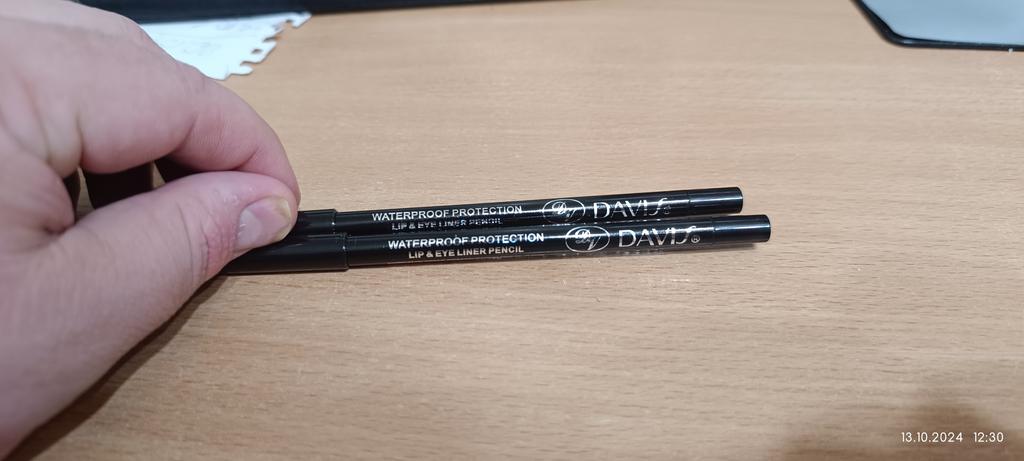 WATERPROOF PROTECTION
LIP & EYE LINER PENCIL
DAVIS®
WATERPROOF PROTECTION
LIP & EYE LINER PENCIL
DAVIS®
13.10.2024 12:30